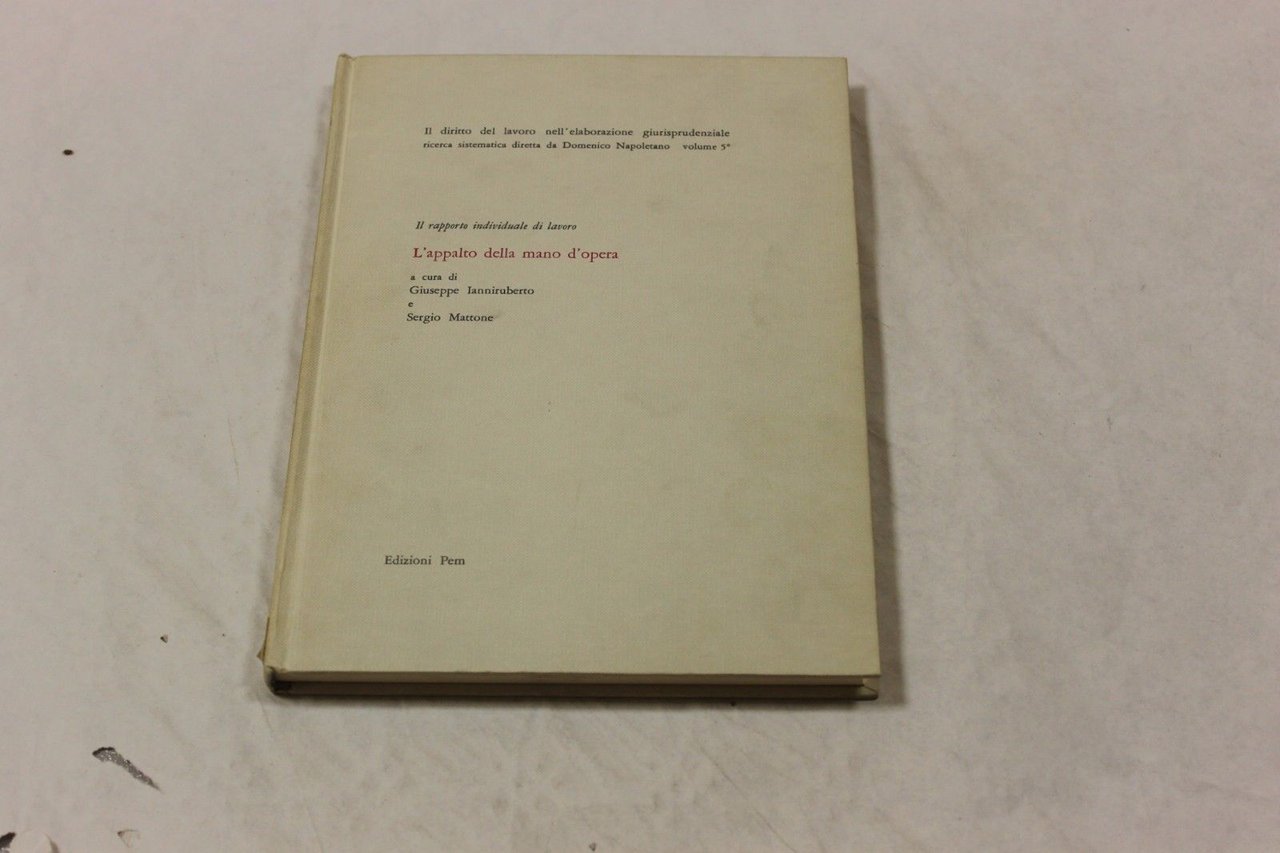 Il diritto del lavoro nell'elaborazione giurisprudenziale
ricerca sistematica diretta da Domenico Napoletano volume 5°
Il rapporto individuale di lavoro
L'appalto della mano d'opera
a cura di
Giuseppe Ianniruberto
e
Sergio Mattone
Edizioni Pem